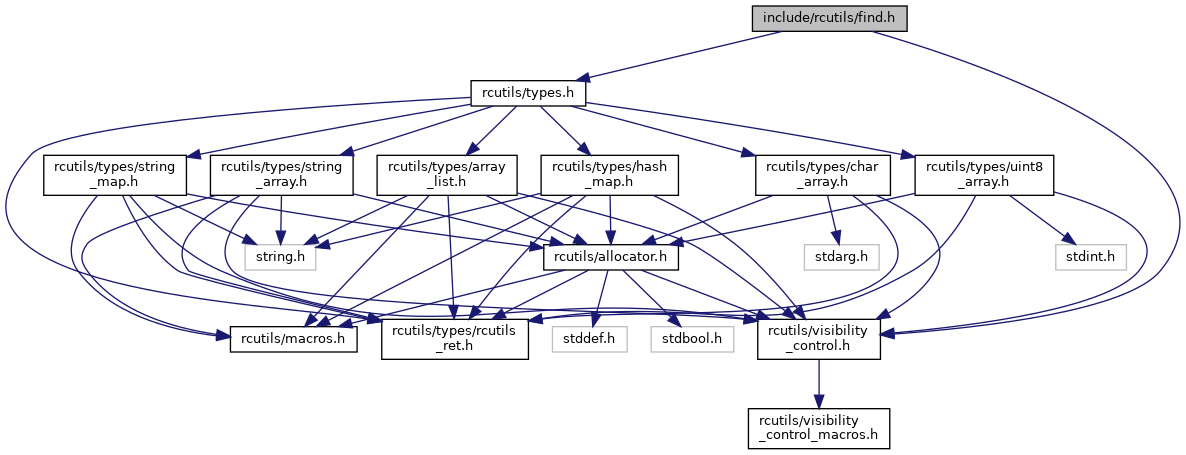 include/rcutils/find.h
rcutils/types.h
rcutils/types/string
_map.h
rcutils/types/string
_array.h
rcutils/types/array
_list.h
rcutils/types/hash
_map.h
rcutils/types/char
_array.h
rcutils/types/uint8
_array.h
string.h
rcutils/allocator.h
stdarg.h
stdint.h
rcutils/macros.h
rcutils/types/rcutils
_ret.h
stddef.h
stdbool.h
rcutils/visibility
_control.h
rcutils/visibility
_control_macros.h